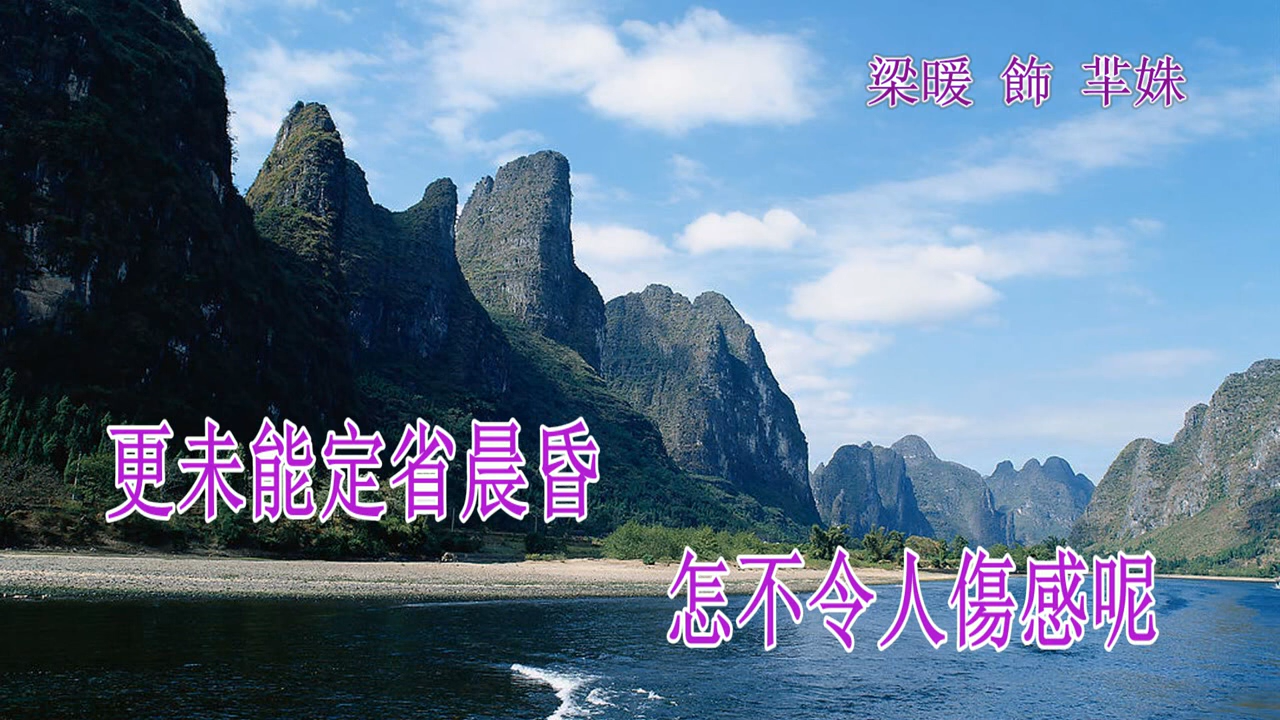 梁暖 飾 芈姝
更未能定省晨昏
怎不令人傷感呢